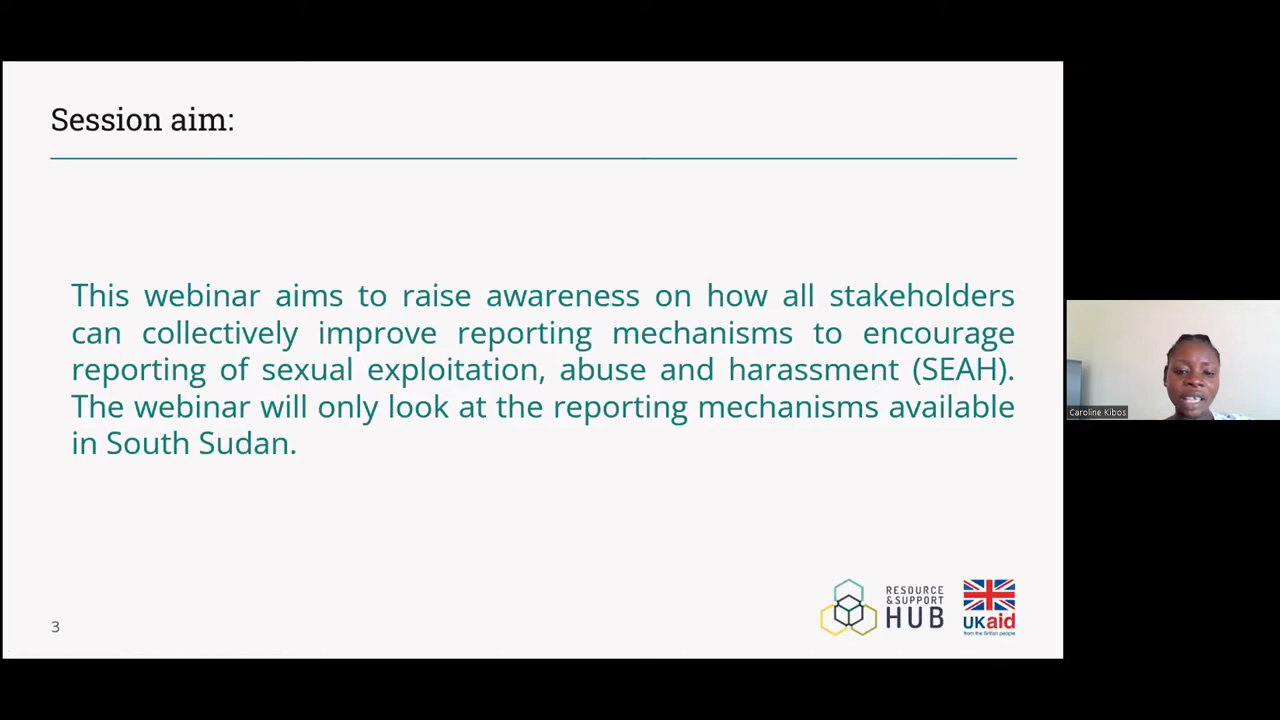 Session aim:
This webinar aims to raise awareness on how all stakeholders
can collectively improve reporting mechanisms to encourage
reporting of sexual exploitation, abuse and harassment (SEAH).
The webinar will only look at the reporting mechanisms available
in South Sudan.
Caroline Kibos
RESOURCE
& SUPPORT
HUB
UKaid
from the British people
3